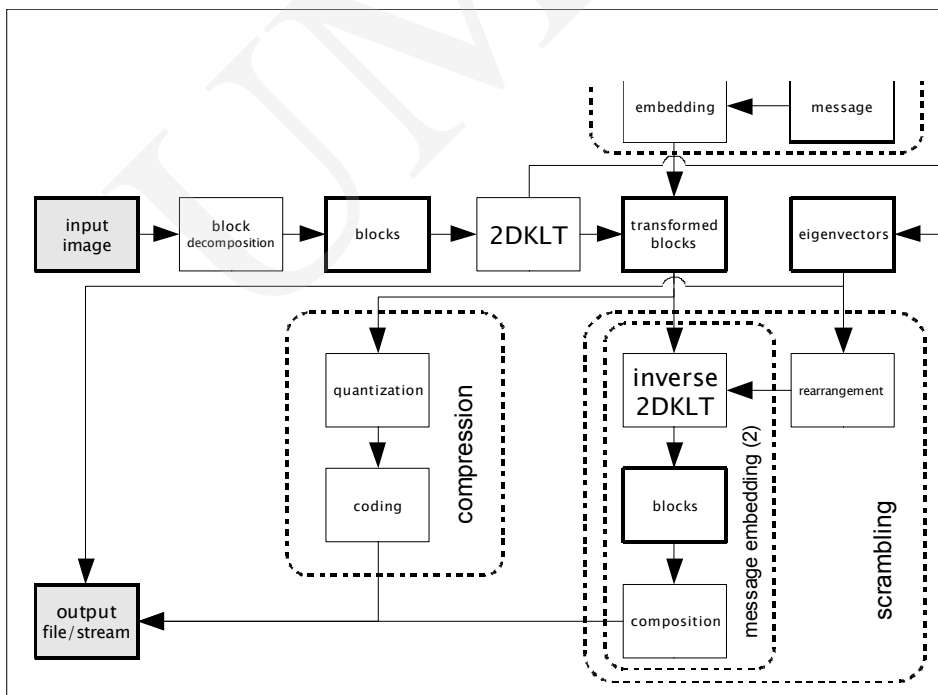 embedding
message
input
image
block
decomposition
blocks
2DKLT
transformed
blocks
eigenvectors
quantization
inverse
2DKLT
rearrangement
coding
compression
blocks
message embedding (2)
scrambling
output
file/stream
composition
UM